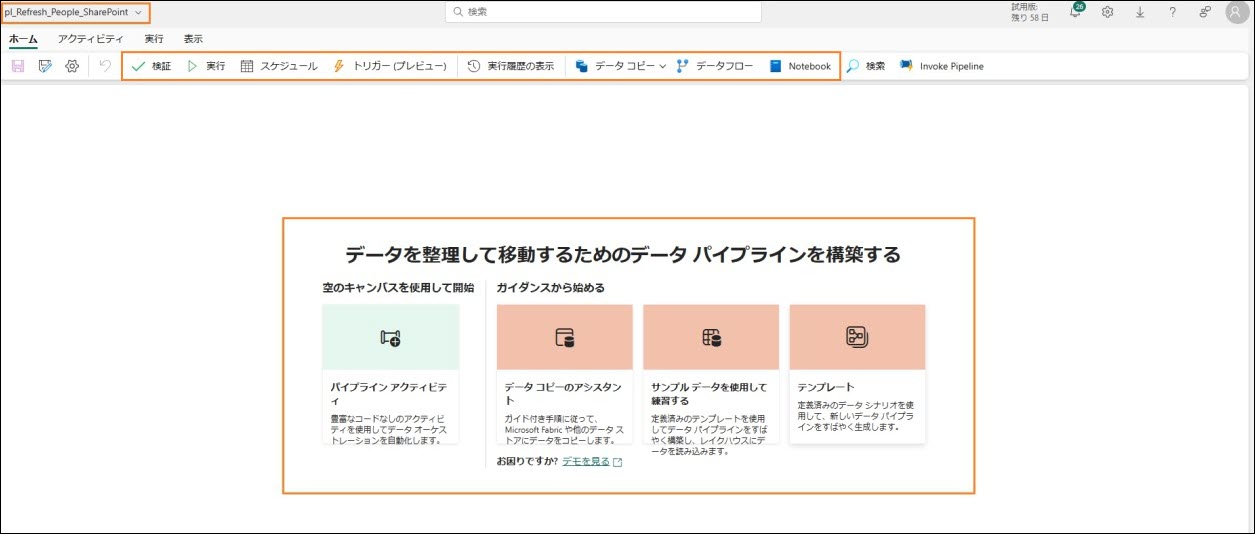 pl_Refresh_People_SharePoint
検索
試用版:
残り 58 日
26
ホーム アクティビティ 実行 表示
検証 実行 スケジュール トリガー (プレビュー) 実行履歴の表示 データ コピー データフロー Notebook 検索 Invoke Pipeline
データを整理して移動するためのデータ パイプラインを構築する
空のキャンバスを使用して開始
パイプライン アクティビテ
ィ
豊富なコードなしのアクティビ
ティを使用してデータ オーケス
トレーションを自動化します。
ガイダンスから始める
データ コピーのアシスタン
ト
ガイド付き手順に従って、
Microsoft Fabric や他のデータ ス
トアにデータをコピーします。
サンプル データを使用して
練習する
定義済みのテンプレートを使用
してデータ パイプラインをすば
やく構築し、レイクハウスにデ
ータを読み込みます。
テンプレート
定義済みのデータ シナリオを使
用して、新しいデータ パイプラ
インをすばやく生成します。
お困りですか? デモを見る